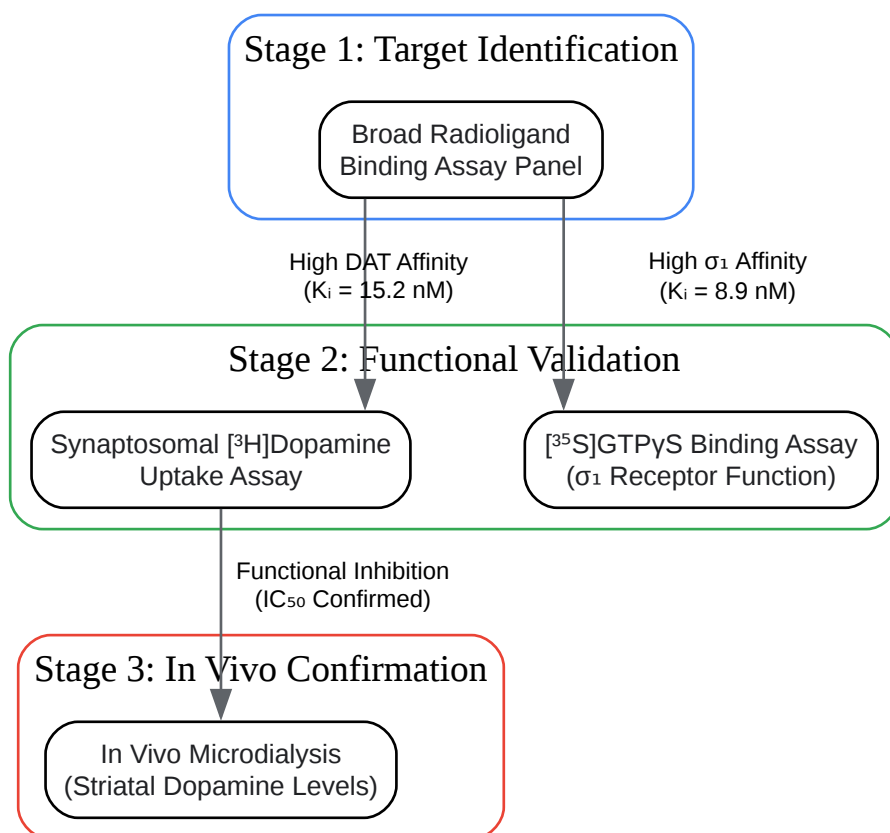 Stage 1: Target Identification
Broad Radioligand
Binding Assay Panel
High DAT Affinity
(Kᵢ = 15.2 nM)
High σ₁ Affinity
(Kᵢ = 8.9 nM)
Stage 2: Functional Validation
Synaptosomal [³H]Dopamine
Uptake Assay
[³⁵S]GTPγS Binding Assay
(σ₁ Receptor Function)
Functional Inhibition
(IC₅₀ Confirmed)
Stage 3: In Vivo Confirmation
In Vivo Microdialysis
(Striatal Dopamine Levels)